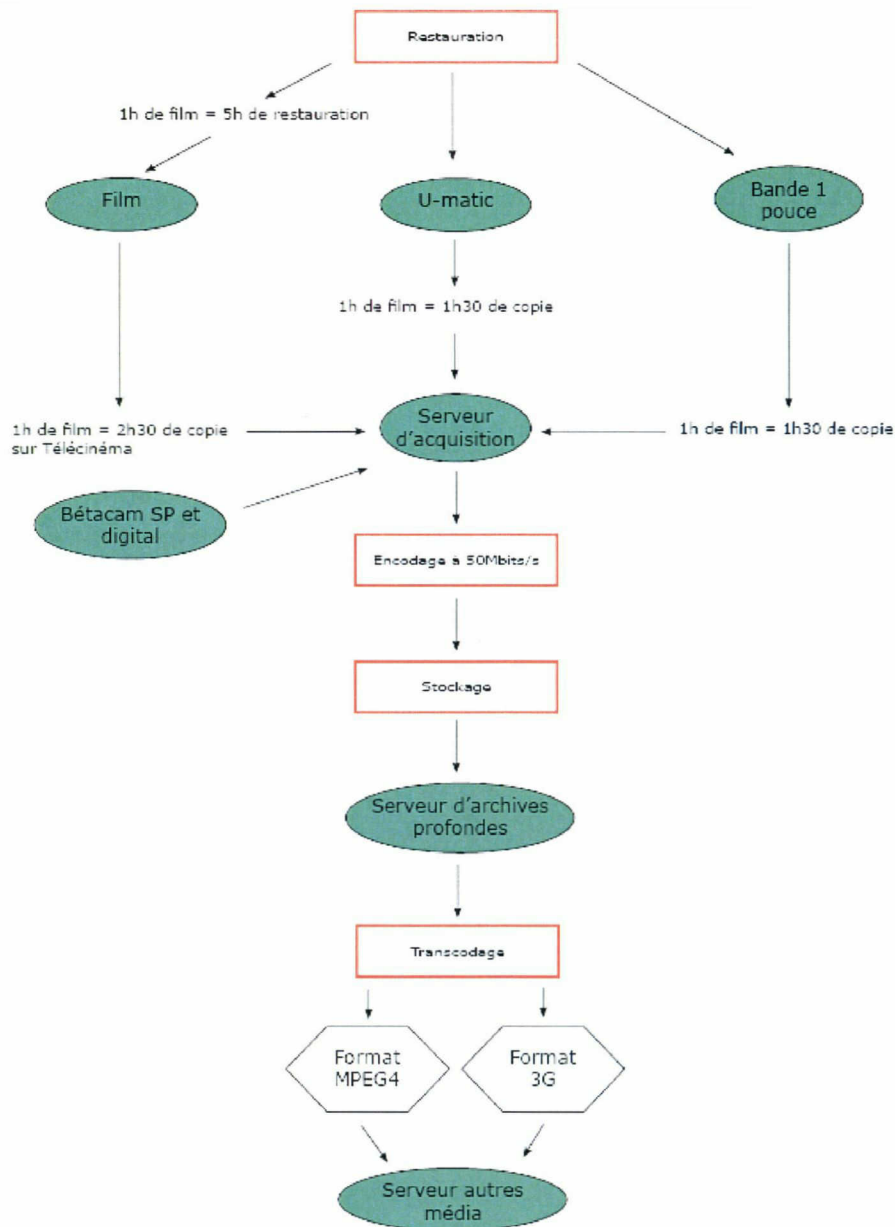 Restauration
1h de film = 5h de restauration
Film
U-matic
Bande 1
pouce
1h de film = 1h30 de copie
1h de film = 2h30 de copie
sur Télécinéma
Serveur
d'acquisition
1h de film = 1h30 de copie
Bétacam SP et
digital
Encodage à 50Mbits/s
Stockage
Serveur d'archives
profondes
Transcodage
Format
MPEG4
Format
3G
Serveur autres
média